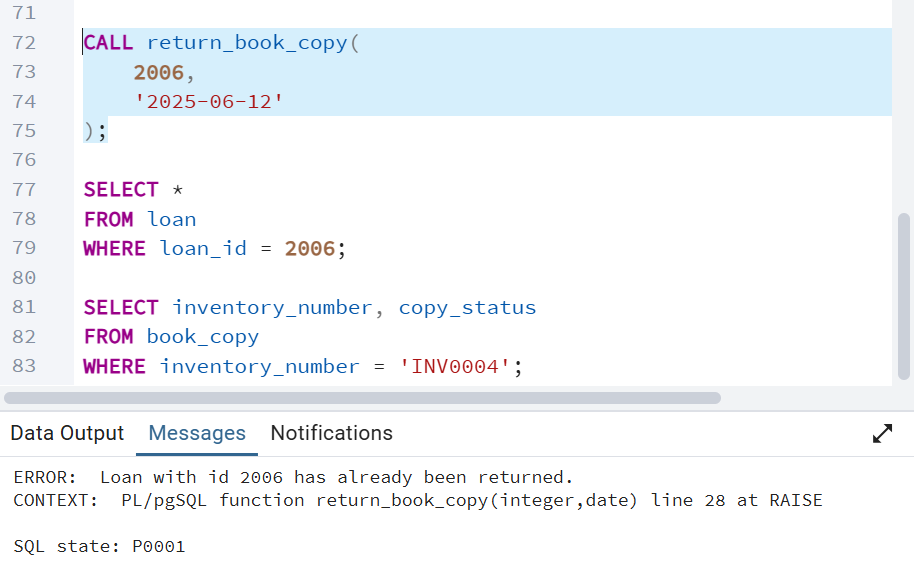 71
72 CALL return_book_copy(
73 2006,
74 '2025-06-12'
75 );
76
77 SELECT *
78 FROM loan
79 WHERE loan_id = 2006;
80
81 SELECT inventory_number, copy_status
82 FROM book_copy
83 WHERE inventory_number = 'INV0004';
Data Output Messages Notifications
ERROR: Loan with id 2006 has already been returned.
CONTEXT: PL/pgSQL function return_book_copy(integer,date) line 28 at RAISE
SQL state: P0001